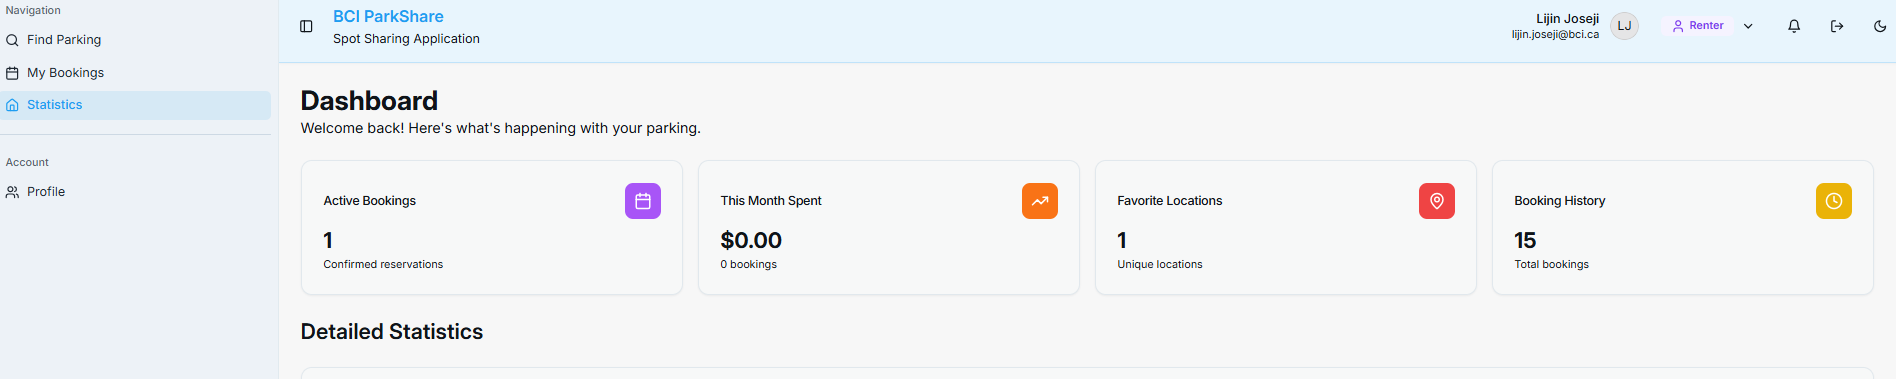 Navigation
Find Parking
My Bookings
Statistics
Account
Profile
BCI ParkShare
Spot Sharing Application
Lijin Joseji
lijin.joseji@bci.ca
LJ
Renter
Dashboard
Welcome back! Here's what's happening with your parking.
Active Bookings
1
Confirmed reservations
This Month Spent
$0.00
0 bookings
Favorite Locations
1
Unique locations
Booking History
15
Total bookings
Detailed Statistics